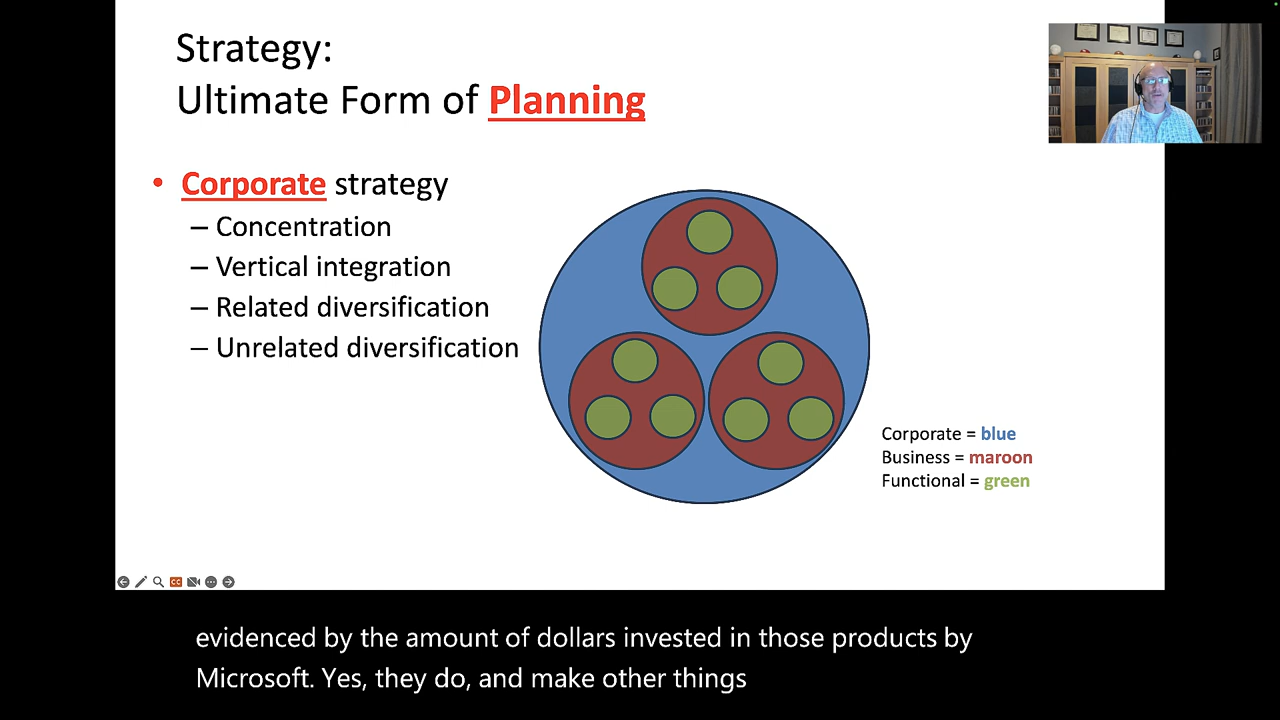 Strategy:
Ultimate Form of Planning
• Corporate strategy
– Concentration
– Vertical integration
– Related diversification
– Unrelated diversification
Corporate = blue
Business = maroon
Functional = green
CC
evidenced by the amount of dollars invested in those products by
Microsoft. Yes, they do, and make other things